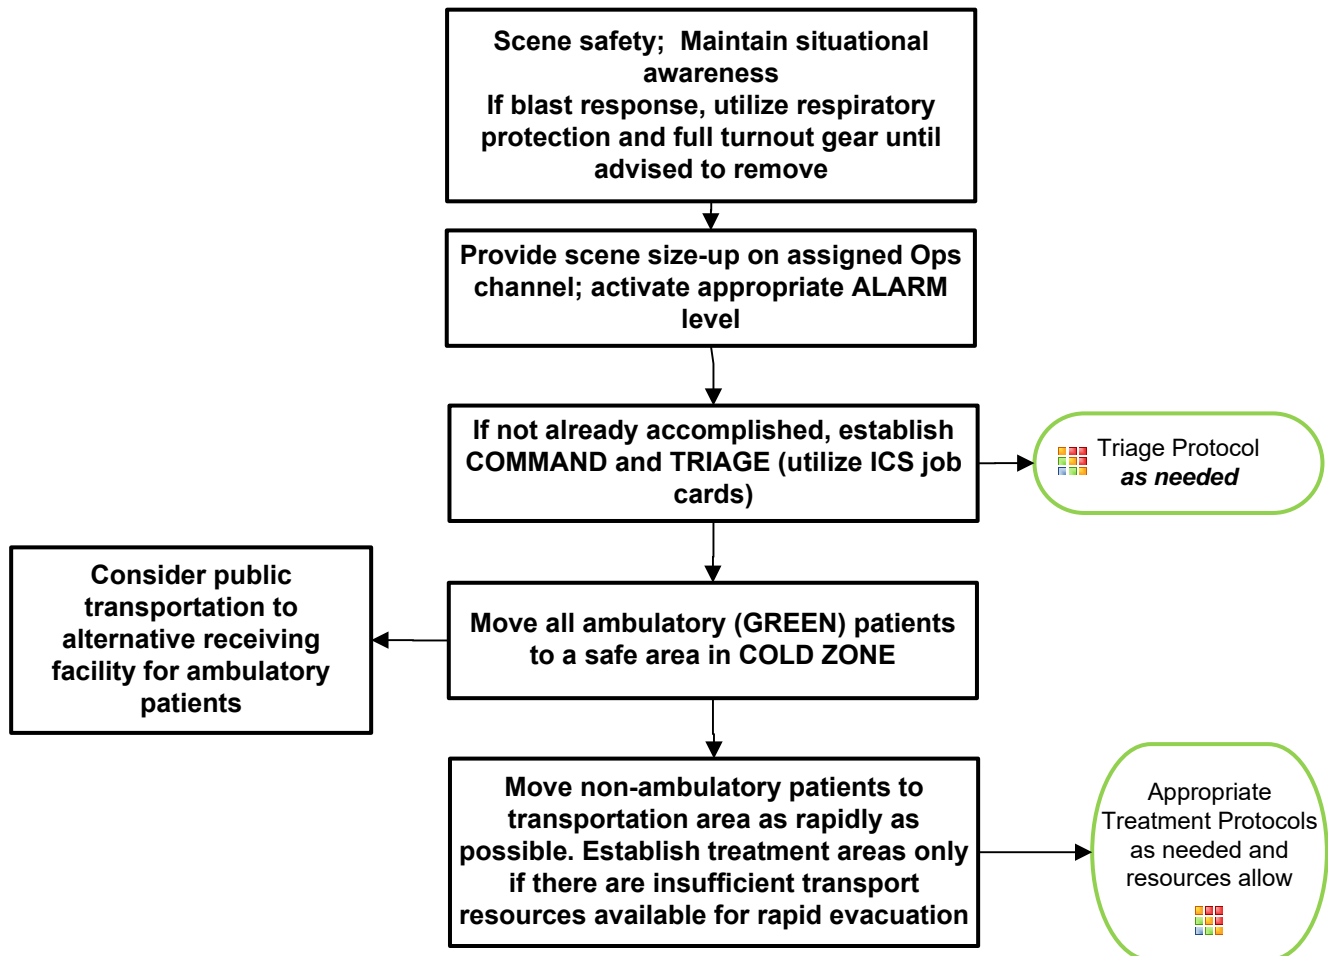 Scene safety;  Maintain situational
awareness
If blast response, utilize respiratory
protection and full turnout gear until
advised to remove
Provide scene size-up on assigned Ops
channel; activate appropriate ALARM
level
If not already accomplished, establish
COMMAND and TRIAGE (utilize ICS job
cards)
Triage Protocol
as needed
Consider public
transportation to
alternative receiving
facility for ambulatory
patients
Move all ambulatory (GREEN) patients
to a safe area in COLD ZONE
Move non-ambulatory patients to
transportation area as rapidly as
possible. Establish treatment areas only
if there are insufficient transport
resources available for rapid evacuation
Appropriate
Treatment Protocols
as needed and
resources allow